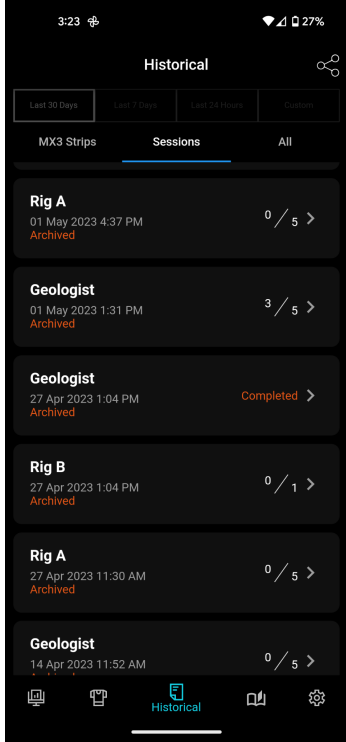 3:23
27%
Historical
Last 30 Days
Last 7 Days
Last 24 Hours
Custom
MX3 Strips
Sessions
All
Rig A
01 May 2023 4:37 PM
Archived
0/5
Geologist
01 May 2023 1:31 PM
Archived
3/5
Geologist
27 Apr 2023 1:04 PM
Archived
Completed
Rig B
27 Apr 2023 1:04 PM
Archived
0/1
Rig A
27 Apr 2023 11:30 AM
Archived
0/5
Geologist
14 Apr 2023 11:52 AM
Archived
0/5
Historical